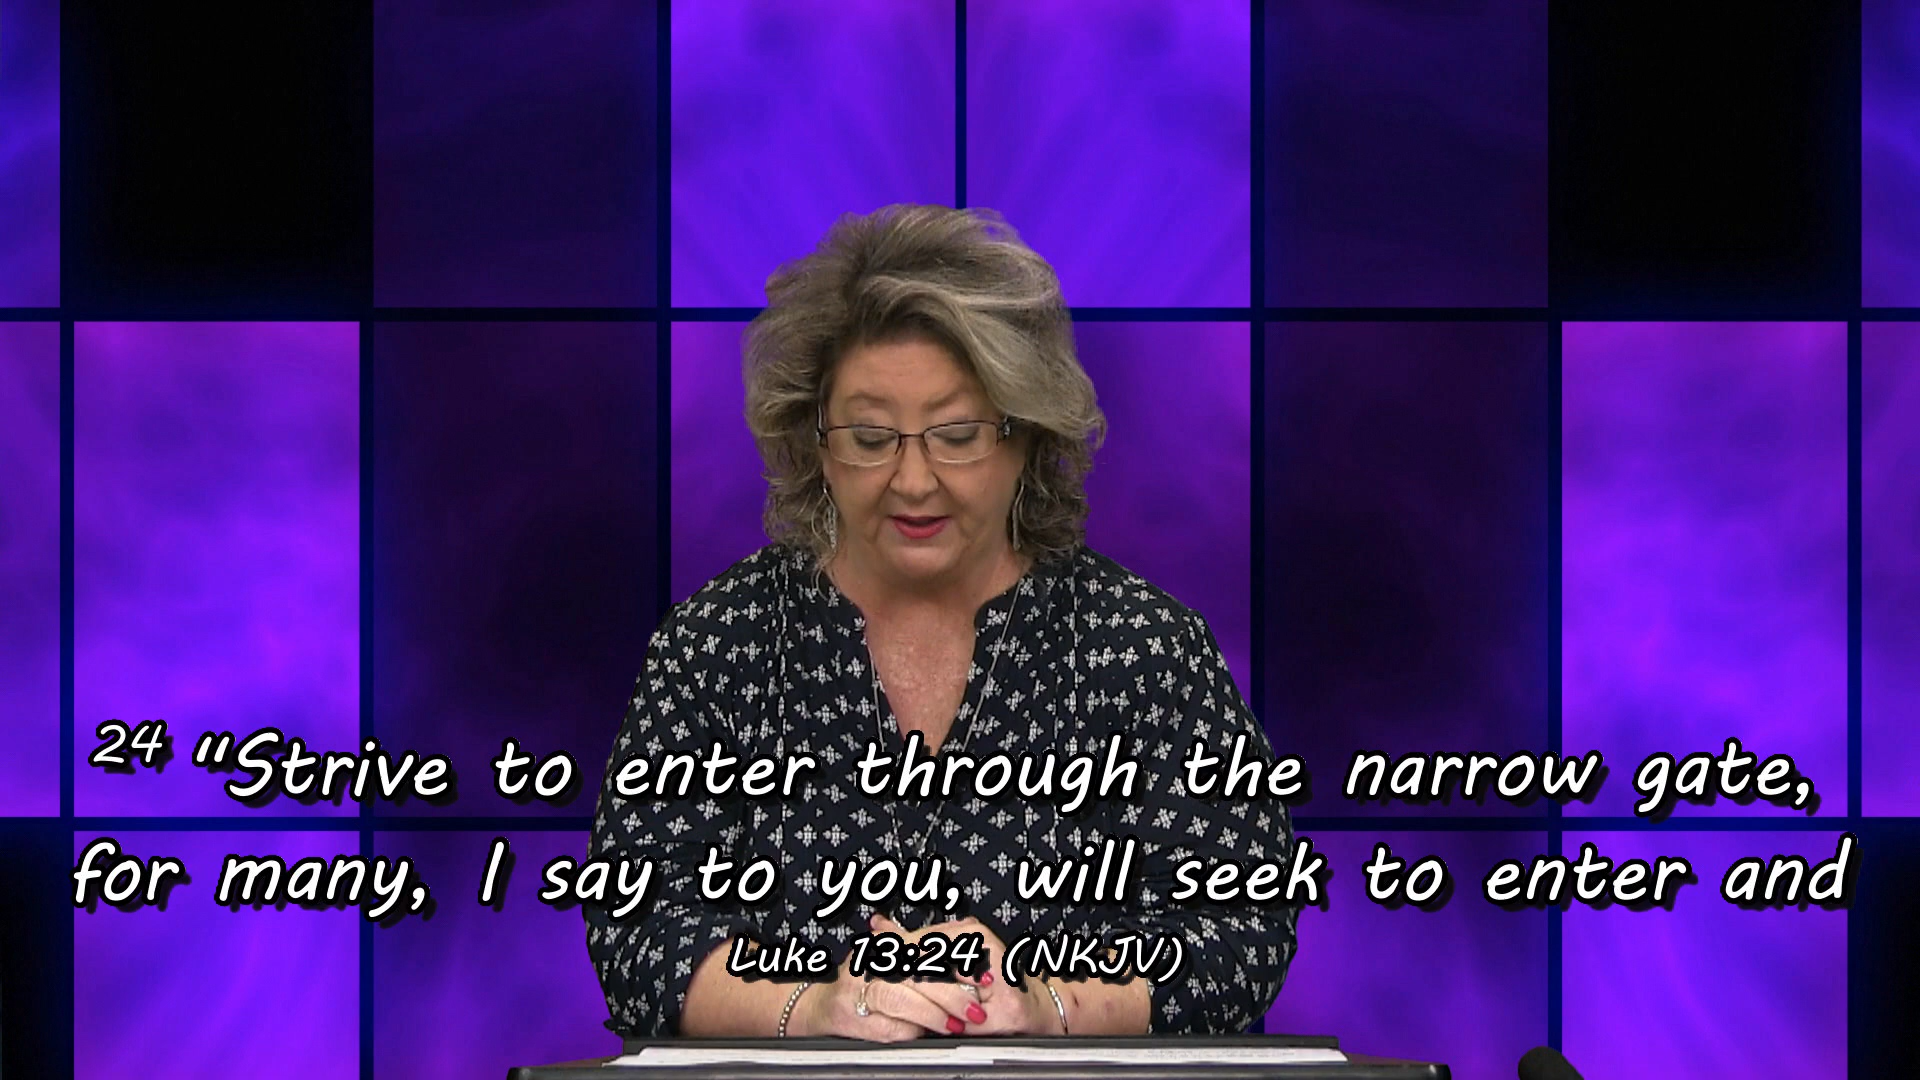 24 "Strive to enter through the narrow gate,
for many, I say to you, will seek to enter and
Luke 13:24 (NKJV)